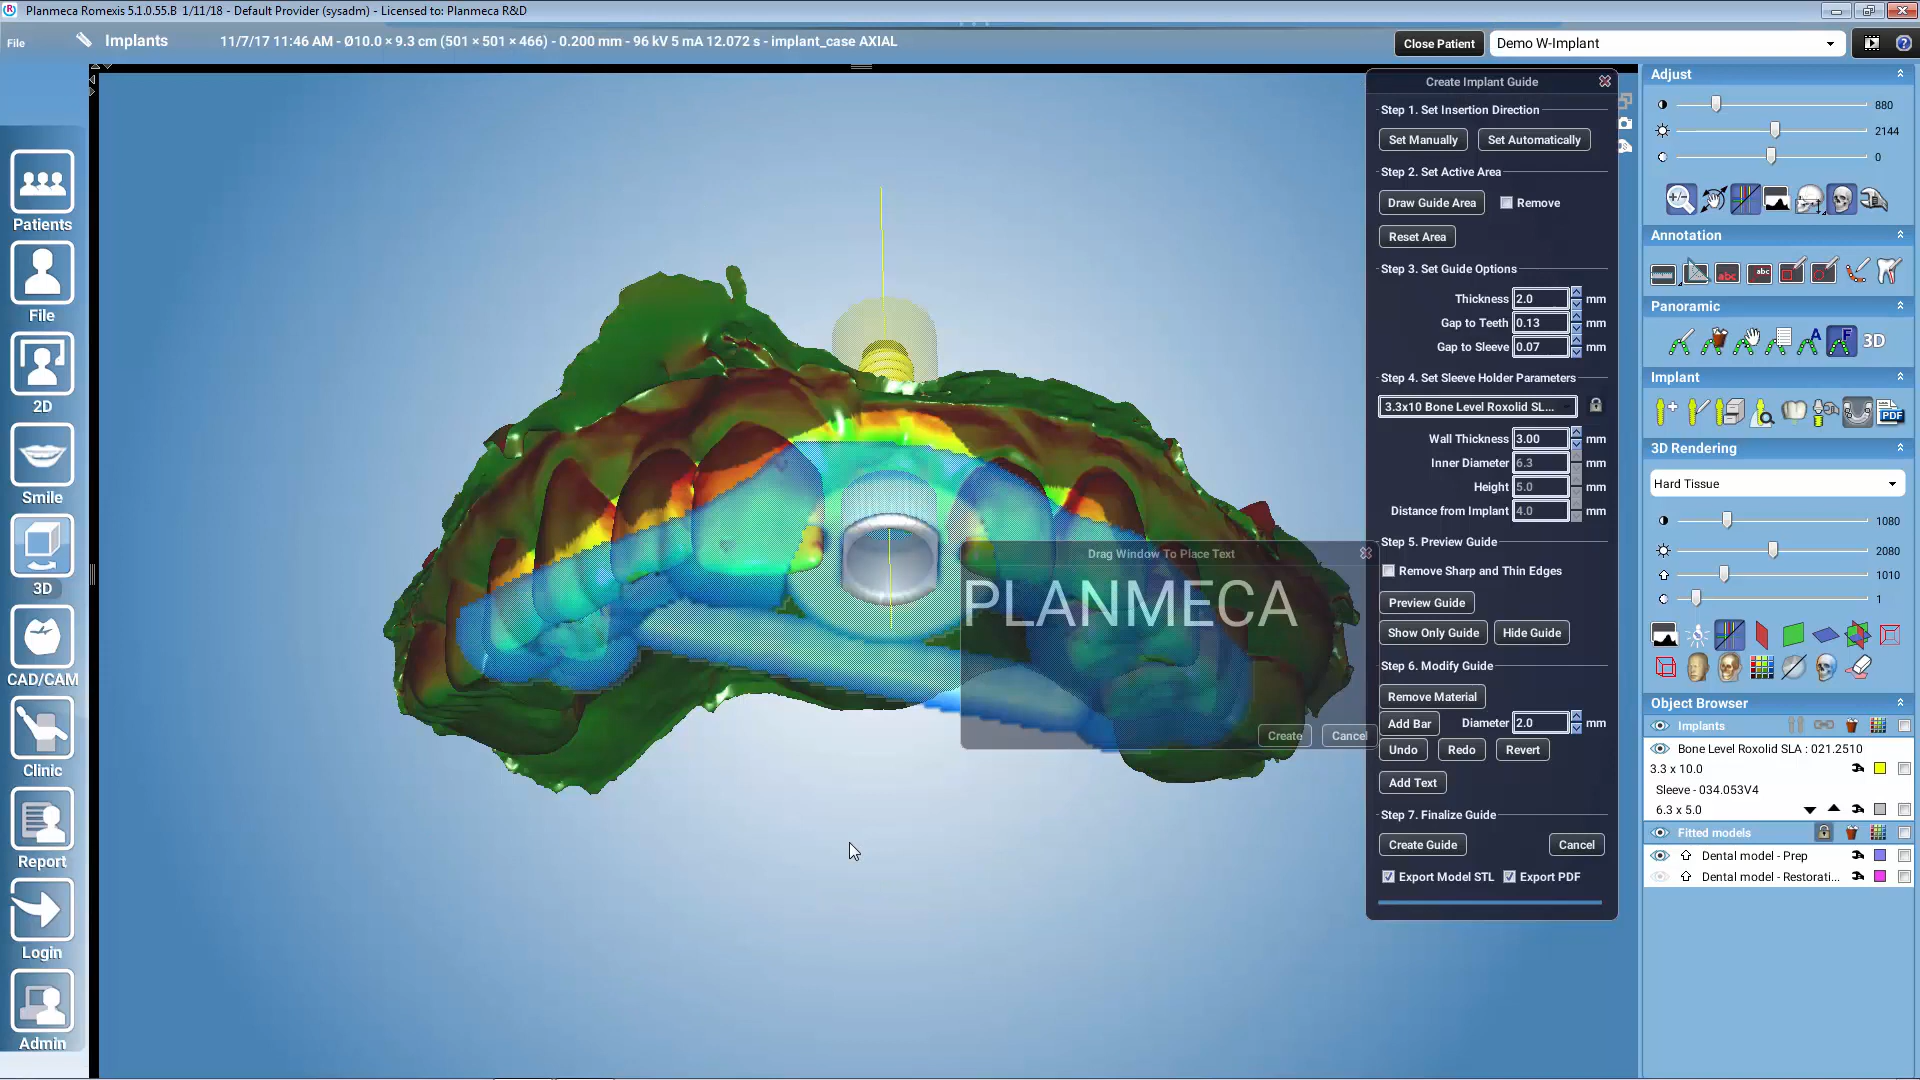 Planmeca Romexis 5.1.0.55.B 1/11/18 - Default Provider (sysadm) - Licensed to: Planmeca R&D
File
Implants
11/7/17 11:46 AM - Ø10.0 × 9.3 cm (501 × 501 × 466) - 0.200 mm - 96 kV 5 mA 12.072 s - implant_case AXIAL
Close Patient
Demo W-Implant
Patients
File
2D
Smile
3D
CAD/CAM
Clinic
Report
Login
Admin
Drag Window To Place Text
PLANMECA
Create
Cancel
Create Implant Guide
Step 1. Set Insertion Direction
Set Manually
Set Automatically
Step 2. Set Active Area
Draw Guide Area
Remove
Reset Area
Step 3. Set Guide Options
Thickness 2.0 mm
Gap to Teeth 0.13 mm
Gap to Sleeve 0.07 mm
Step 4. Set Sleeve Holder Parameters
3.3x10 Bone Level Roxolid SL...
Wall Thickness 3.00 mm
Inner Diameter 6.3 mm
Height 5.0 mm
Distance from Implant 4.0 mm
Step 5. Preview Guide
Remove Sharp and Thin Edges
Preview Guide
Show Only Guide
Hide Guide
Step 6. Modify Guide
Remove Material
Add Bar
Diameter 2.0 mm
Undo
Redo
Revert
Add Text
Step 7. Finalize Guide
Create Guide
Cancel
Export Model STL
Export PDF
Adjust
880
2144
0
Annotation
abc
abc
Panoramic
A
F
3D
Implant
PDF
3D Rendering
Hard Tissue
1080
2080
1010
1
Object Browser
Implants
Bone Level Roxolid SLA : 021.2510
3.3 x 10.0
Sleeve - 034.053V4
6.3 x 5.0
Fitted models
Dental model - Prep
Dental model - Restorati...